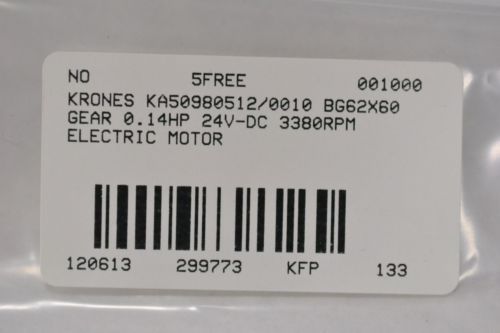 NO 5FREE 001000
KRONES KA50980512/0010 BG62X60
GEAR 0.14HP 24V-DC 3380RPM
ELECTRIC MOTOR
120613 299773 KFP 133